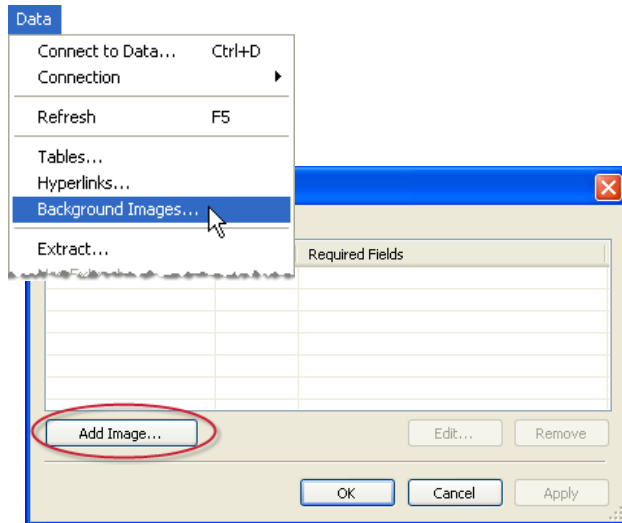 Data
Connect to Data... Ctrl+D
Connection
Refresh F5
Tables...
Hyperlinks...
Background Images...
Extract...
Required Fields
Add Image... Edit... Remove
OK Cancel Apply